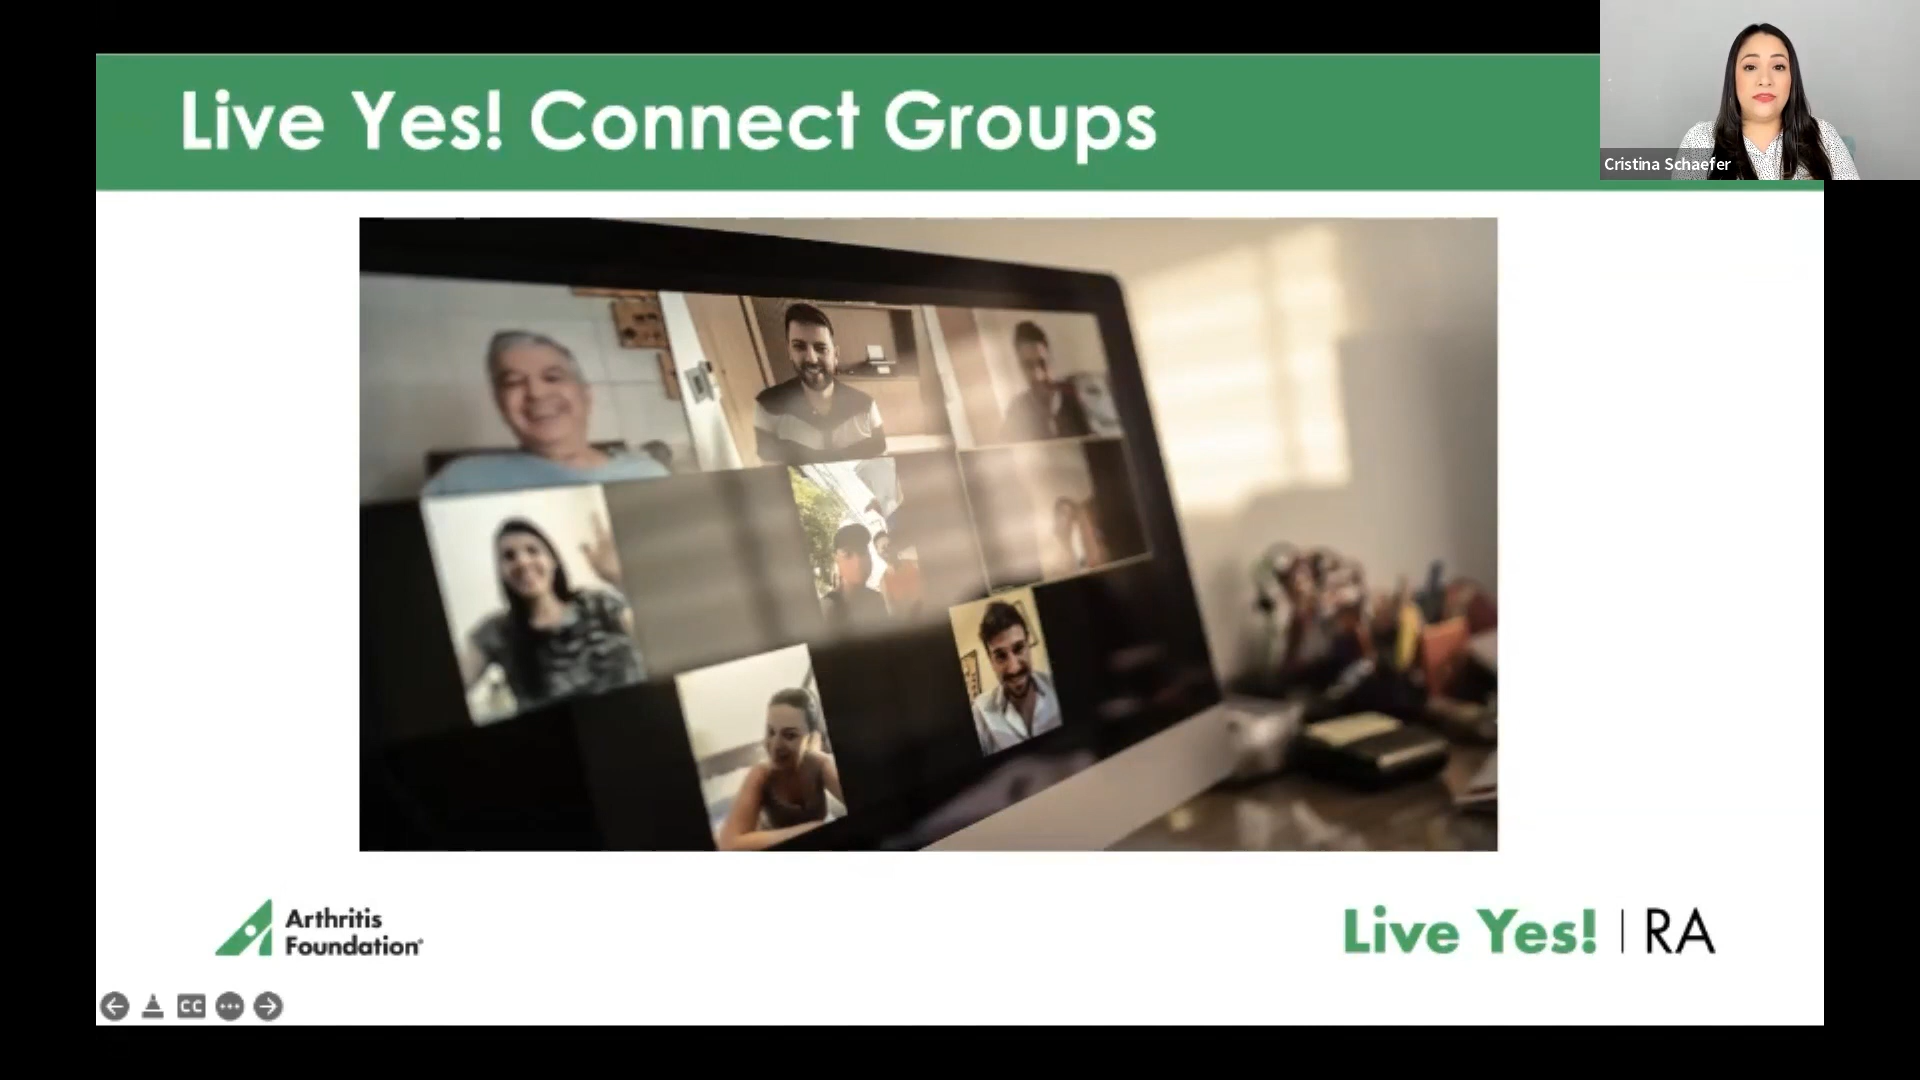 Live Yes! Connect Groups
Cristina Schaefer
Arthritis
Foundation®
Live Yes! | RA
CC